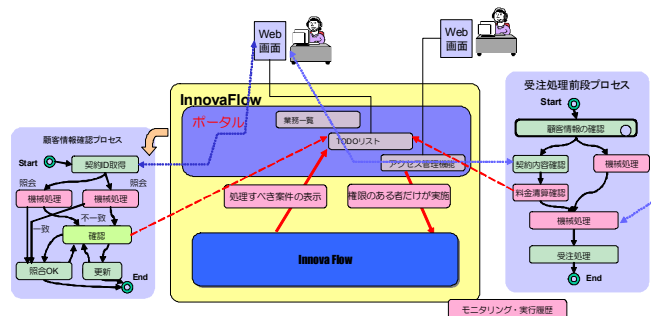 Web
画面
Web
画面
InnovaFlow
ポータル
業務一覧
TODOリスト
アクセス管理機能
処理すべき案件の表示
権限のある者だけが実施
Innova Flow
顧客情報確認プロセス
Start
契約ID取得
照会
照会
機械処理
機械処理
不一致
一致
確認
照合OK
更新
End
受注処理前段プロセス
Start
顧客情報の確認
契約内容確認
機械処理
料金清算確認
機械処理
受注処理
End
モニタリング・実行履歴